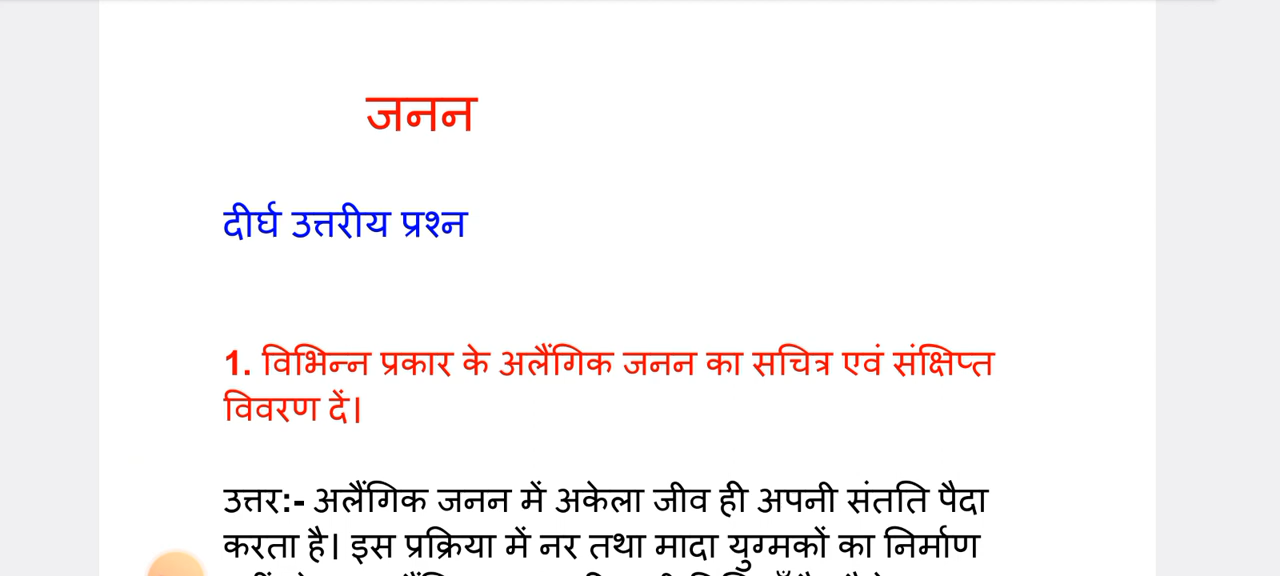 जनन
दीर्घ उत्तरीय प्रश्न
1. विभिन्न प्रकार के अलैंगिक जनन का सचित्र एवं संक्षिप्त
विवरण दें।
उत्तर:- अलैंगिक जनन में अकेला जीव ही अपनी संतति पैदा
करता है। इस प्रक्रिया में नर तथा मादा युग्मकों का निर्माण